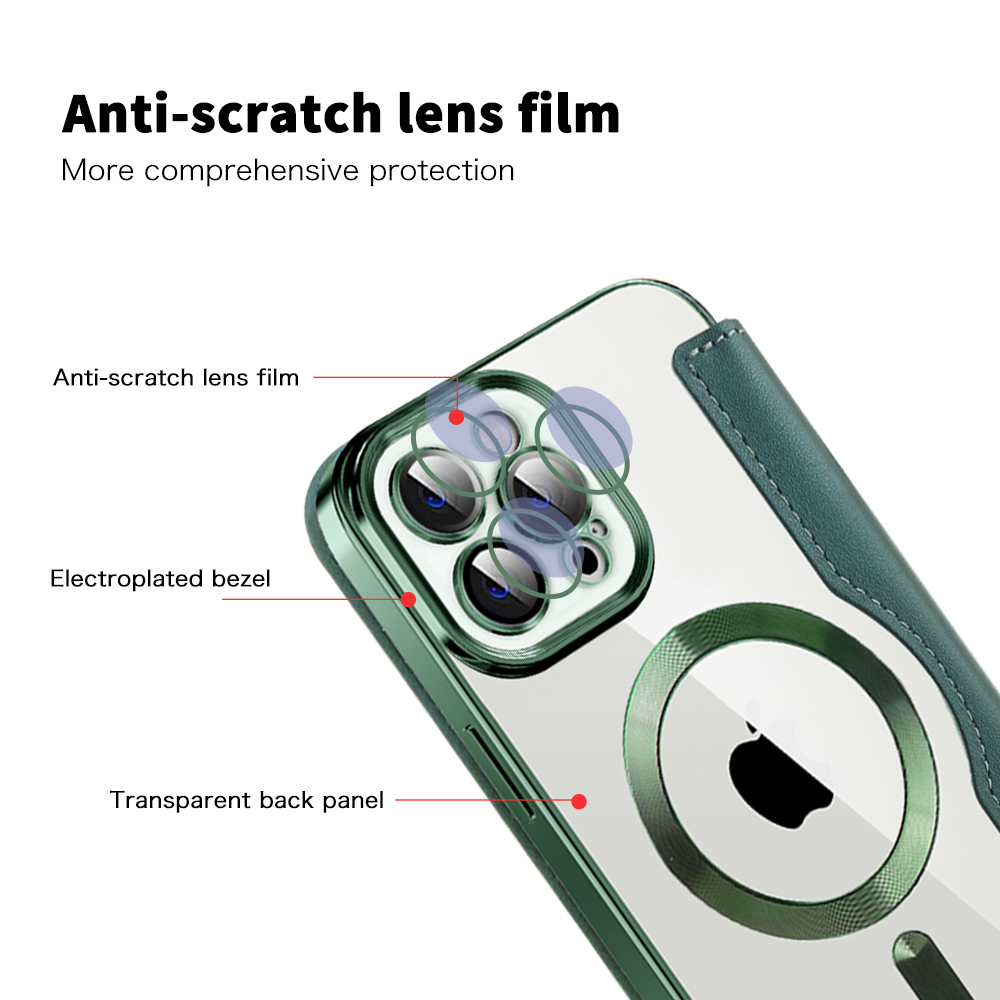 Anti-scratch lens film
More comprehensive protection
Anti-scratch lens film
Electroplated bezel
Transparent back panel